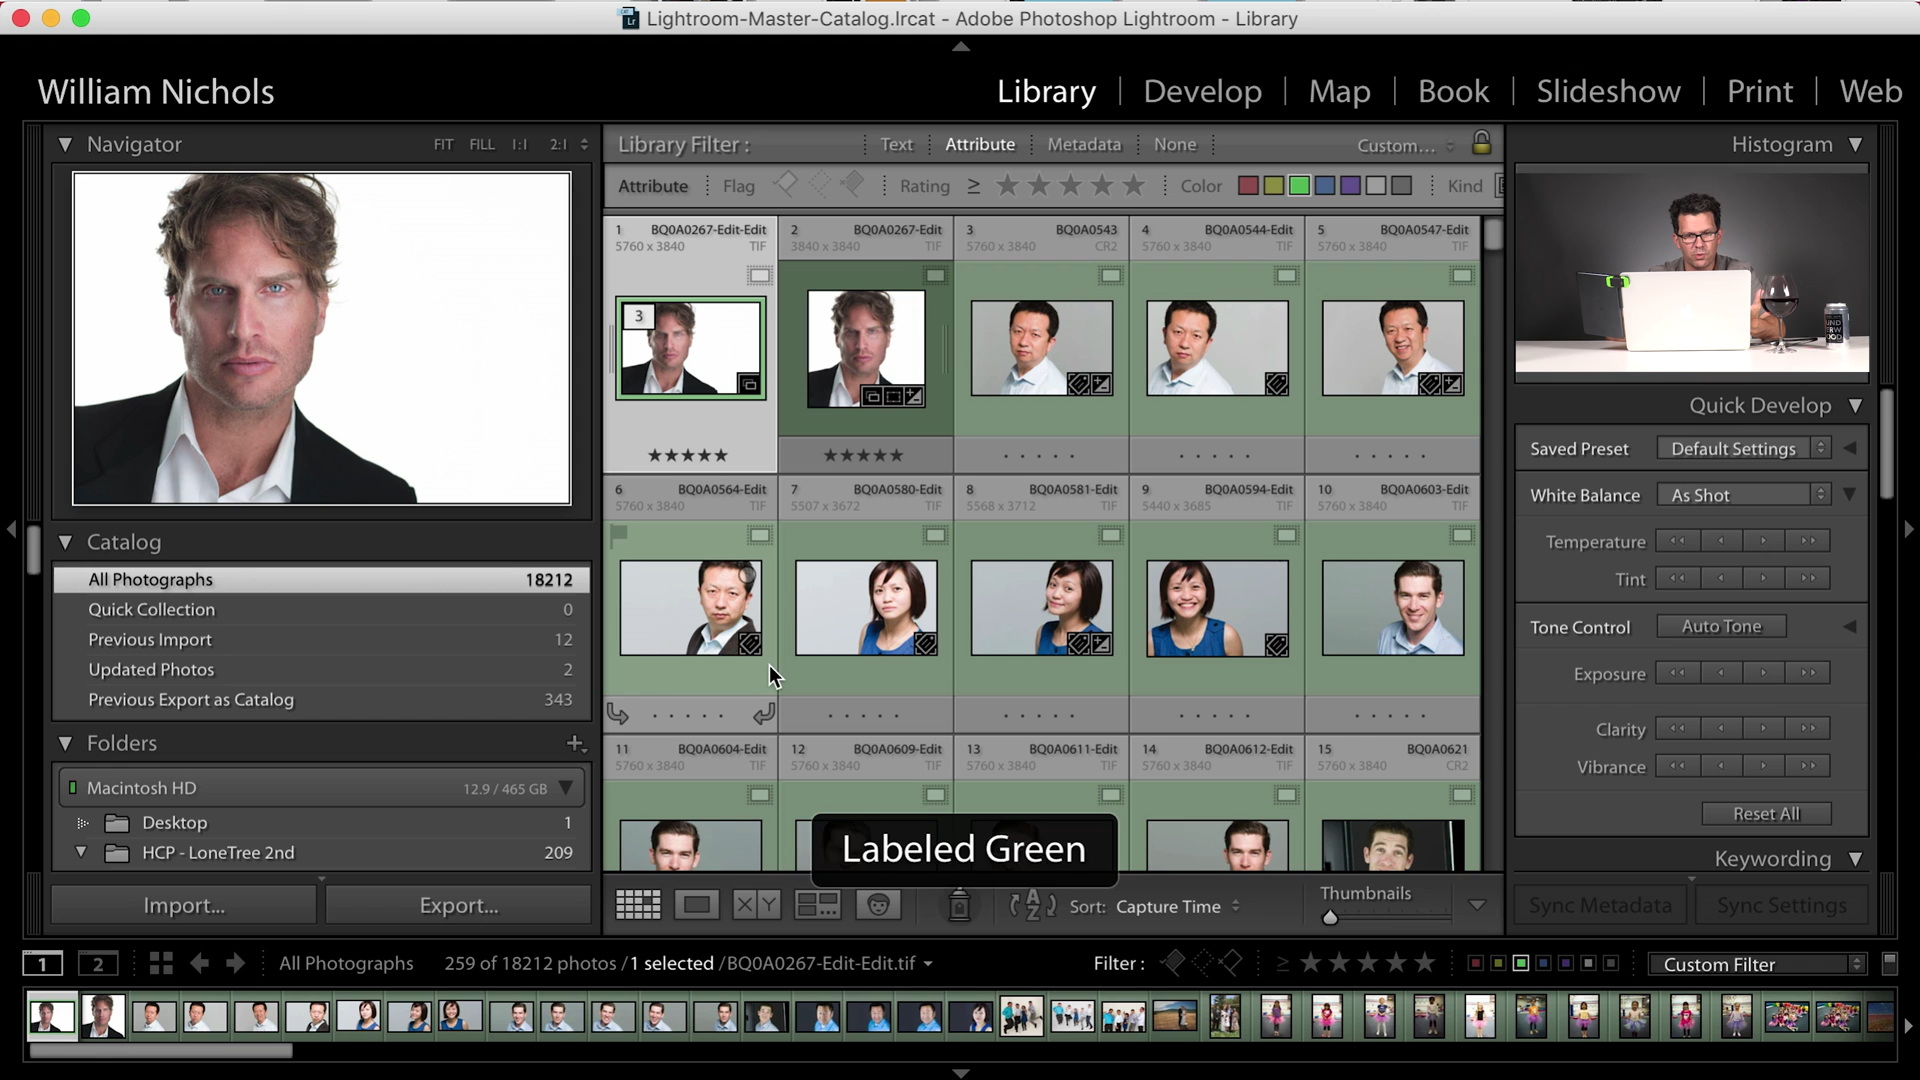 Lightroom-Master-Catalog.lrcat - Adobe Photoshop Lightroom - Library
William Nichols
Library | Develop | Map | Book | Slideshow | Print | Web
Navigator FIT FILL 1:1 2:1
Library Filter : Text Attribute Metadata None Custom...
Histogram
Attribute Flag Rating ≥ Color Kind
1 BQ0A0267-Edit-Edit 2 BQ0A0267-Edit 3 BQ0A0543 4 BQ0A0544-Edit 5 BQ0A0547-Edit
5760 x 3840 TIF 3840 x 3840 TIF 5760 x 3840 CR2 5760 x 3840 TIF 5760 x 3840 TIF
3
Quick Develop
Saved Preset Default Settings
6 BQ0A0564-Edit 7 BQ0A0580-Edit 8 BQ0A0581-Edit 9 BQ0A0594-Edit 10 BQ0A0603-Edit
5760 x 3840 TIF 5507 x 3672 TIF 5568 x 3712 TIF 5440 x 3685 TIF 5760 x 3840 TIF
White Balance As Shot
Temperature
Tint
Tone Control Auto Tone
Exposure
Clarity
Vibrance
Reset All
Keywording
Sync Metadata Sync Settings
Catalog
All Photographs 18212
Quick Collection 0
Previous Import 12
Updated Photos 2
Previous Export as Catalog 343
Folders
Macintosh HD 12.9 / 465 GB
Desktop 1
HCP - LoneTree 2nd 209
Import... Export...
11 BQ0A0604-Edit 12 BQ0A0609-Edit 13 BQ0A0611-Edit 14 BQ0A0612-Edit 15 BQ0A0621
5760 x 3840 TIF 5760 x 3840 TIF 5760 x 3840 TIF 5760 x 3840 TIF 5760 x 3840 CR2
Labeled Green
X Y Sort: Capture Time Thumbnails
1 2 All Photographs 259 of 18212 photos / 1 selected / BQ0A0267-Edit-Edit.tif Filter : ≥ Custom Filter